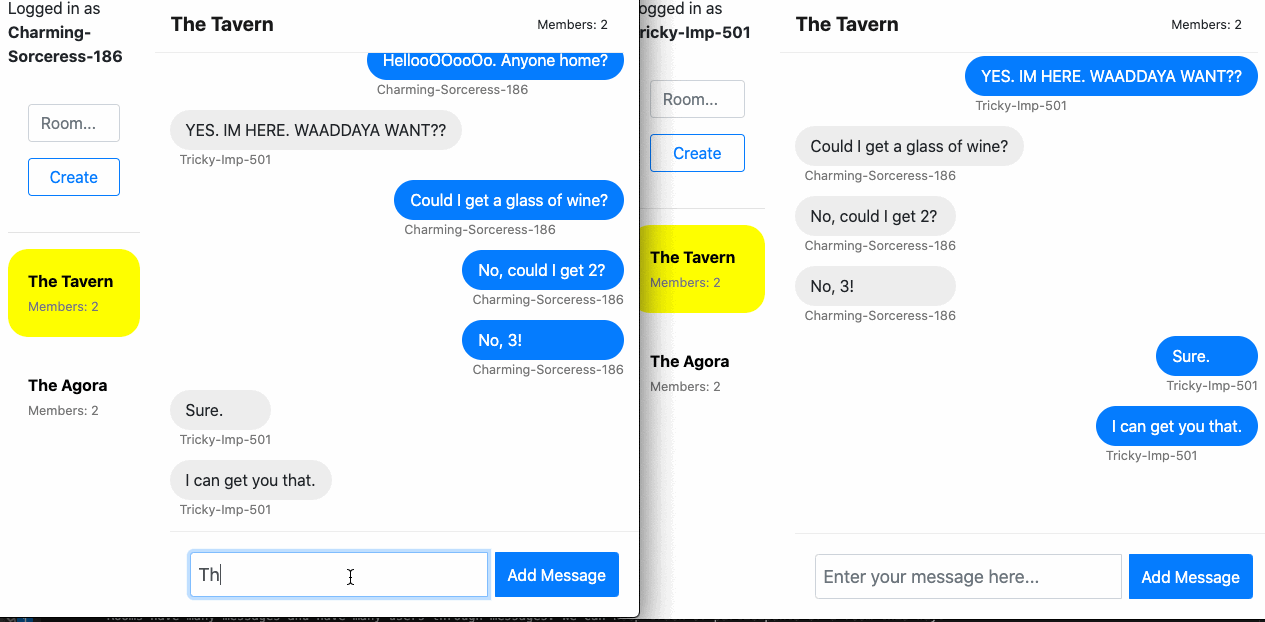 Logged in as
Charming-
Sorceress-186
Room...
Create
The Tavern
Members: 2
The Agora
Members: 2
The Tavern
Members: 2
HellooOOooOo. Anyone home?
Charming-Sorceress-186
YES. IM HERE. WAADDAYA WANT??
Tricky-Imp-501
Could I get a glass of wine?
Charming-Sorceress-186
No, could I get 2?
Charming-Sorceress-186
No, 3!
Charming-Sorceress-186
Sure.
Tricky-Imp-501
I can get you that.
Tricky-Imp-501
Th
Add Message
ogged in as
ricky-Imp-501
Room...
Create
The Tavern
Members: 2
The Agora
Members: 2
The Tavern
Members: 2
YES. IM HERE. WAADDAYA WANT??
Tricky-Imp-501
Could I get a glass of wine?
Charming-Sorceress-186
No, could I get 2?
Charming-Sorceress-186
No, 3!
Charming-Sorceress-186
Sure.
Tricky-Imp-501
I can get you that.
Tricky-Imp-501
Enter your message here...
Add Message